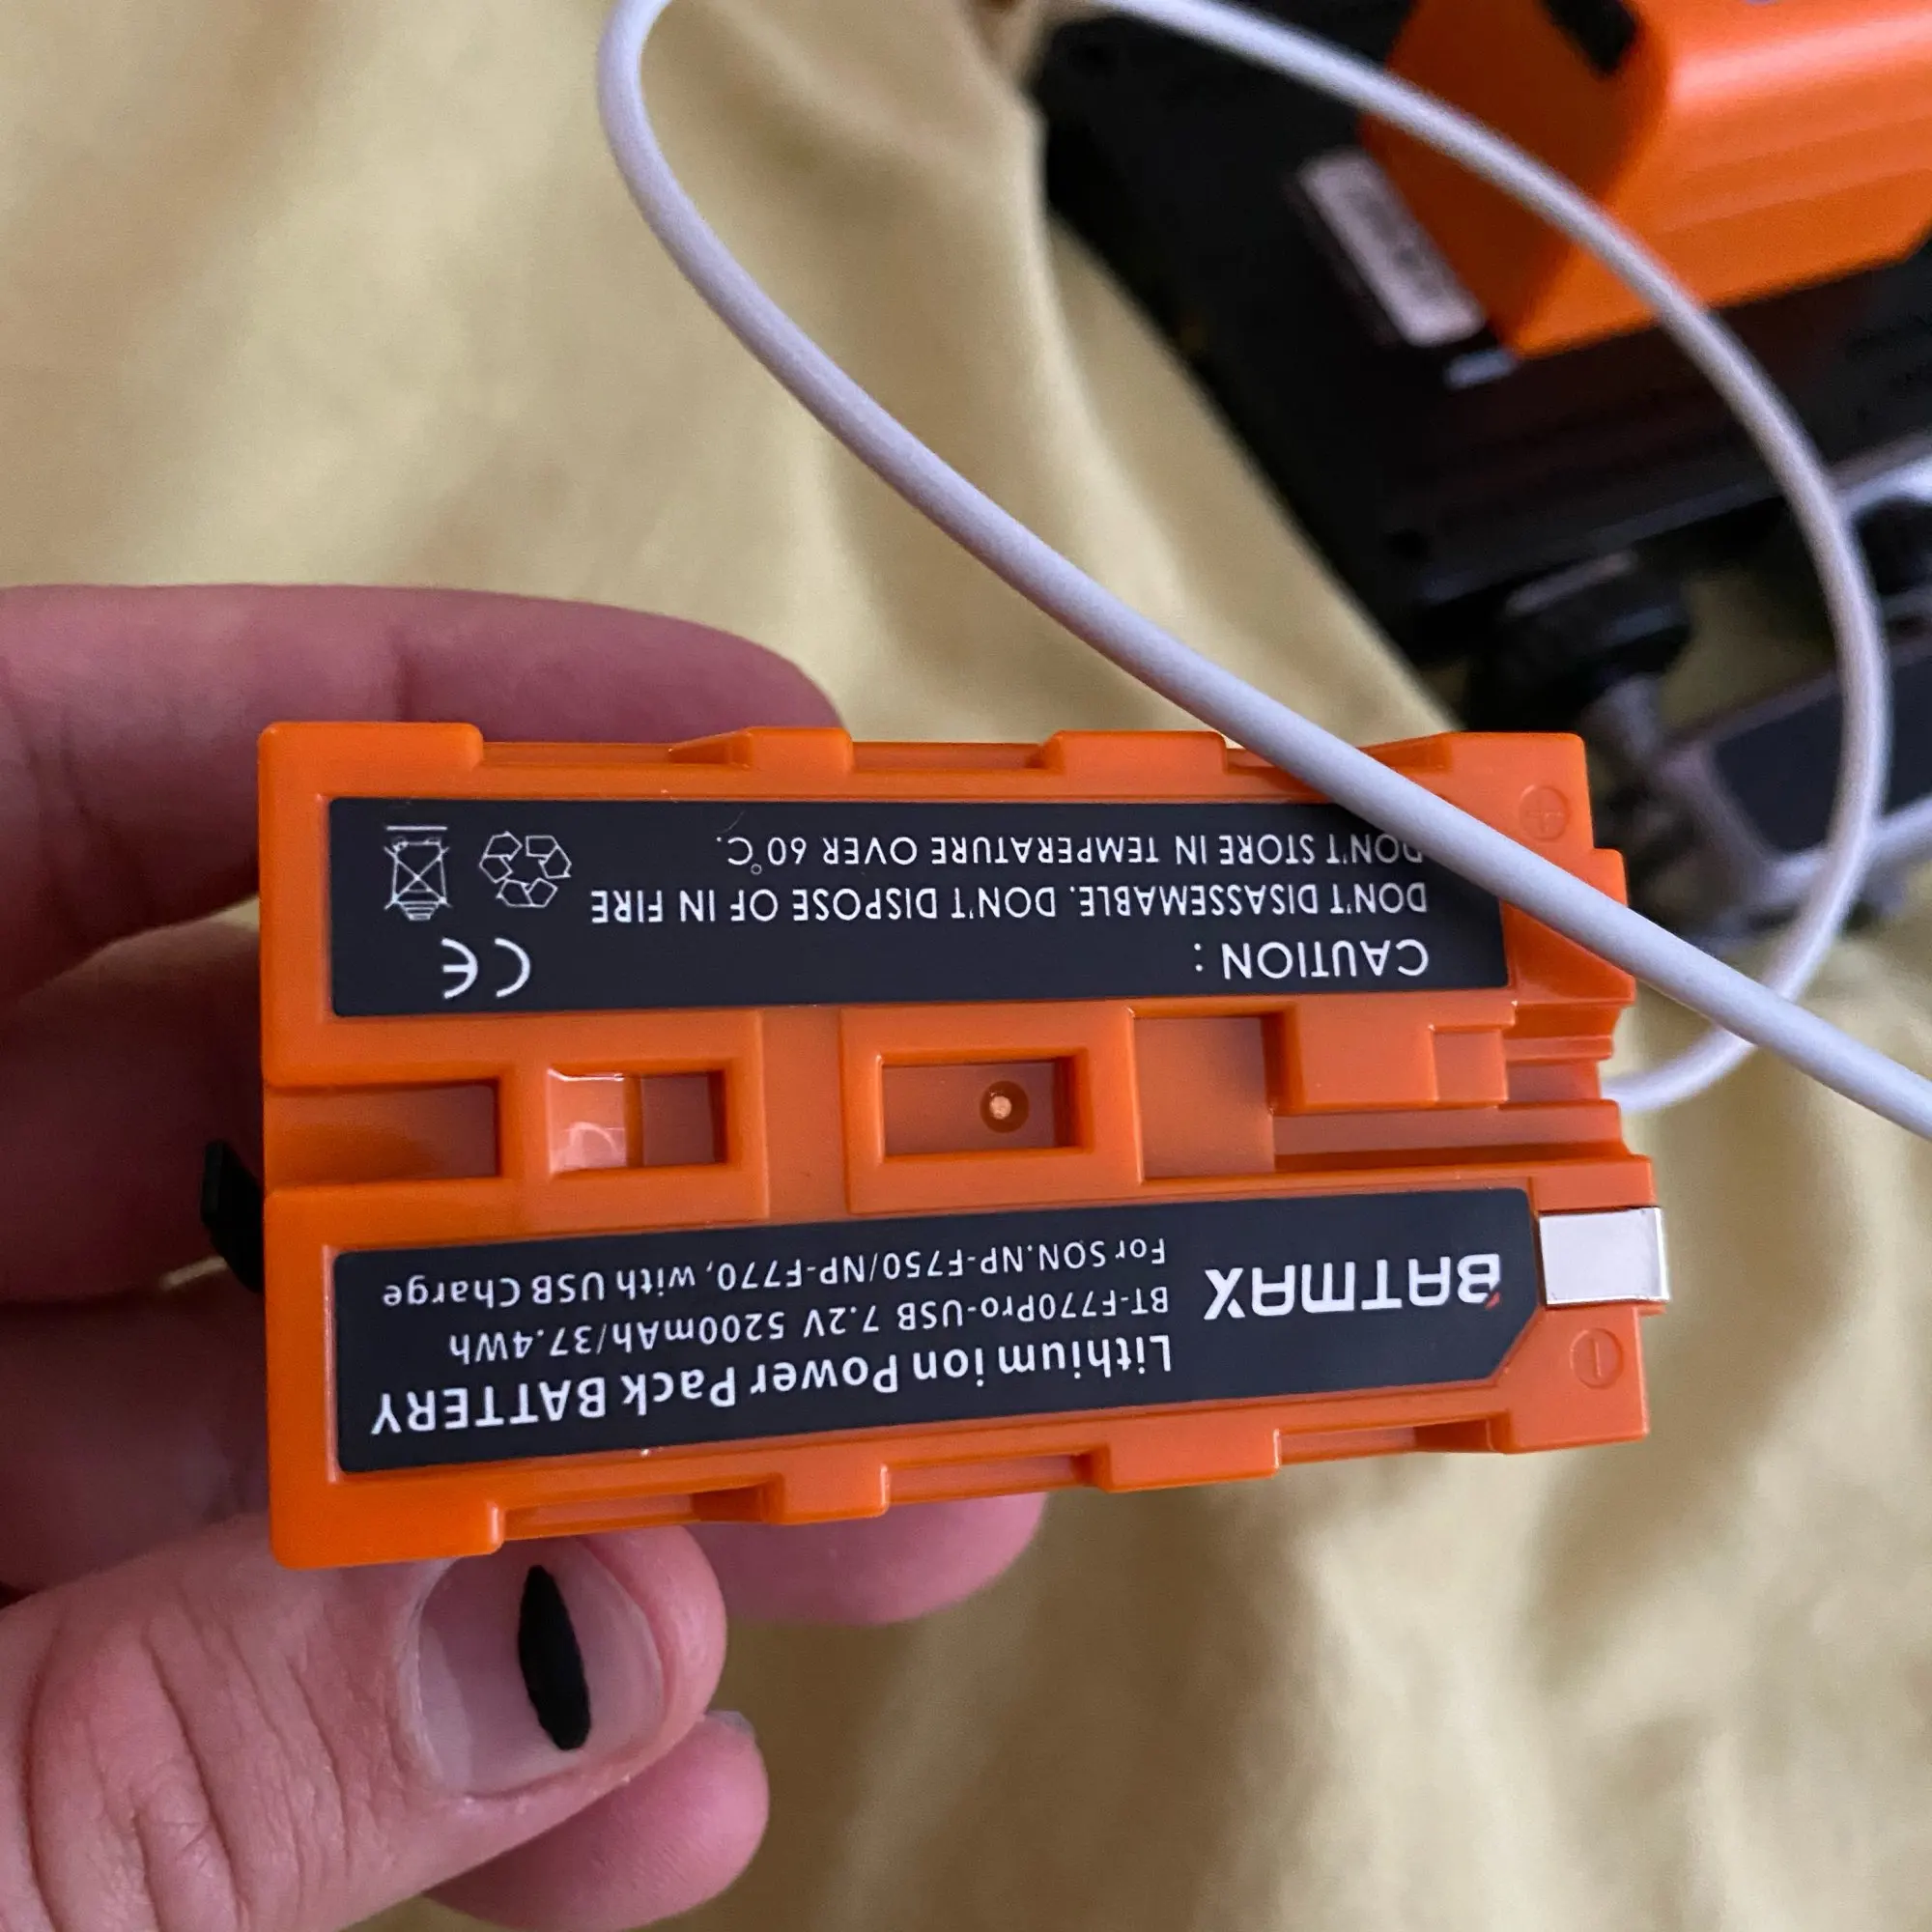 BATMAX
Lithium ion Power Pack BATTERY
BT-F770Pro-USB 7.2V 5200mAh/37.4Wh
For SON.NP-F750/NP-F770, with USB Charge
CAUTION :
DON'T DISASSEMABLE. DON'T DISPOSE OF IN FIRE
DON'T STORE IN TEMPERATURE OVER 60°C.
CE